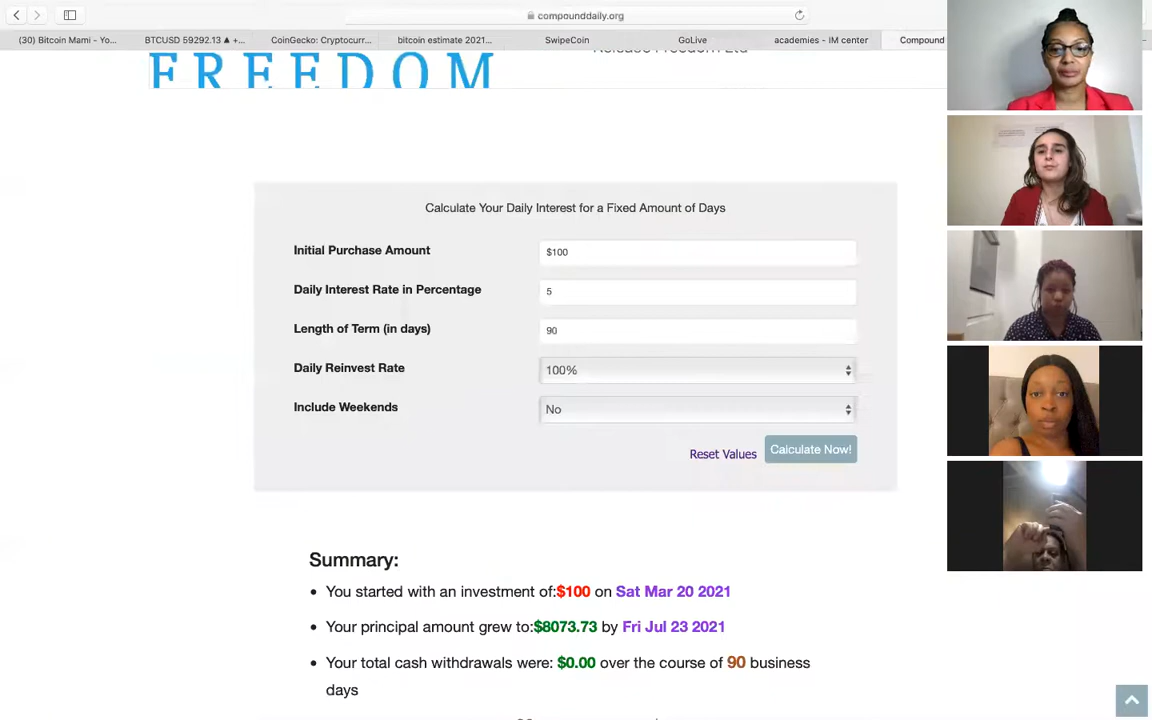 compounddaily.org
(30) Bitcoin Mami - Yo...
BTCUSD 59292.13 ▲ +...
CoinGecko: Cryptocurr...
bitcoin estimate 2021...
SwipeCoin
GoLive
academies - IM center
Compound
Release Freedom Ltd
FREEDOM
Calculate Your Daily Interest for a Fixed Amount of Days
Initial Purchase Amount
$100
Daily Interest Rate in Percentage
5
Length of Term (in days)
90
Daily Reinvest Rate
100%
Include Weekends
No
Reset Values
Calculate Now!
Summary:
You started with an investment of:$100 on Sat Mar 20 2021
Your principal amount grew to:$8073.73 by Fri Jul 23 2021
Your total cash withdrawals were: $0.00 over the course of 90 business
days